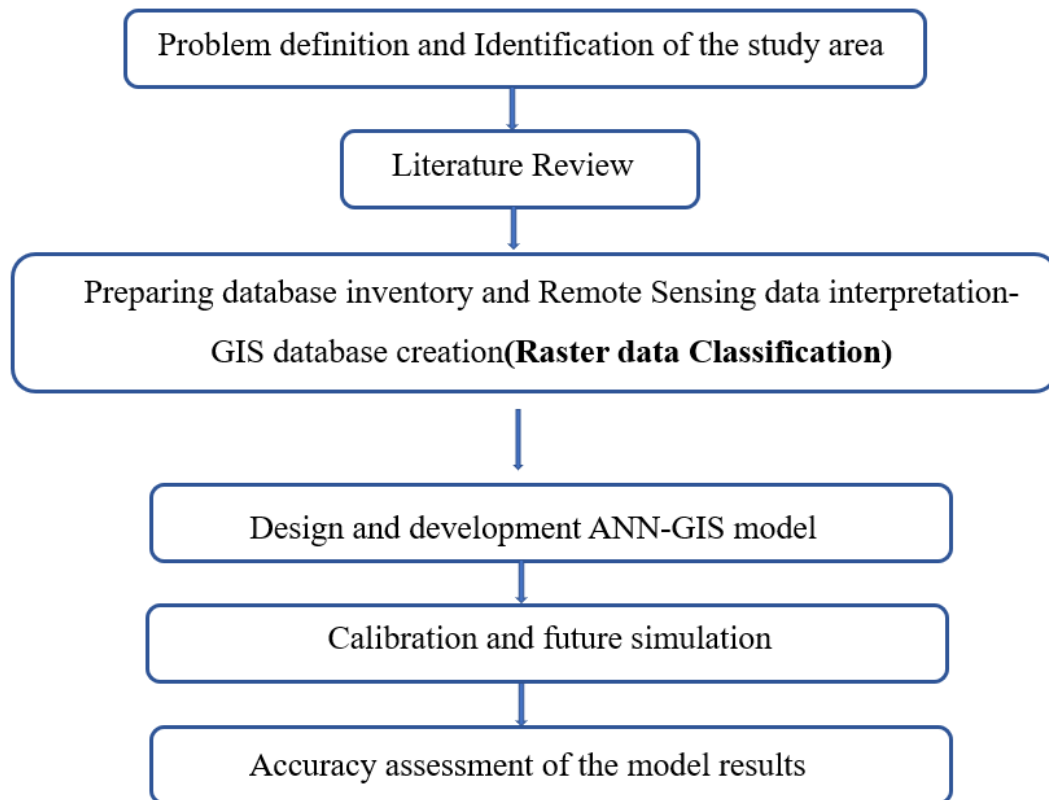 Problem definition and Identification of the study area
Literature Review
Preparing database inventory and Remote Sensing data interpretation-
GIS database creation(Raster data Classification)
Design and development ANN-GIS model
Calibration and future simulation
Accuracy assessment of the model results